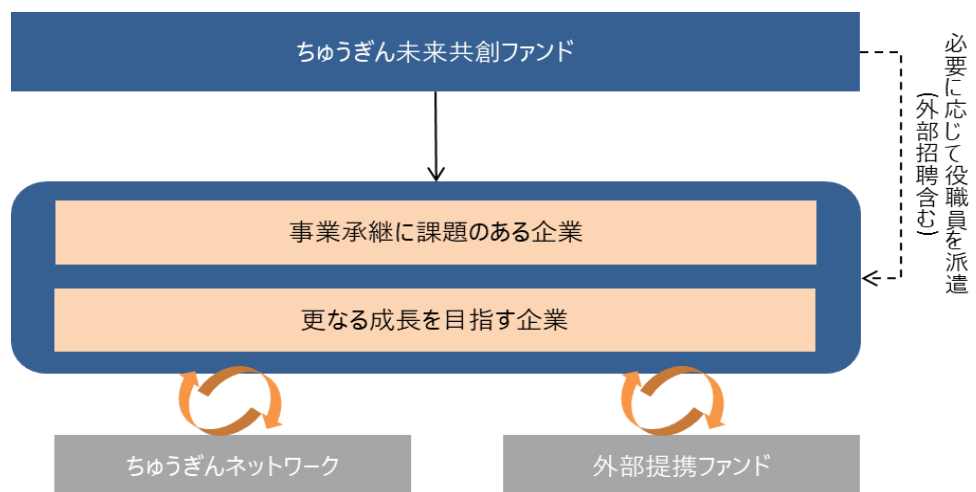 ちゅうぎん未来共創ファンド
必要に応じて役職員を派遣
(外部招聘含む)
事業承継に課題のある企業
更なる成長を目指す企業
ちゅうぎんネットワーク
外部提携ファンド